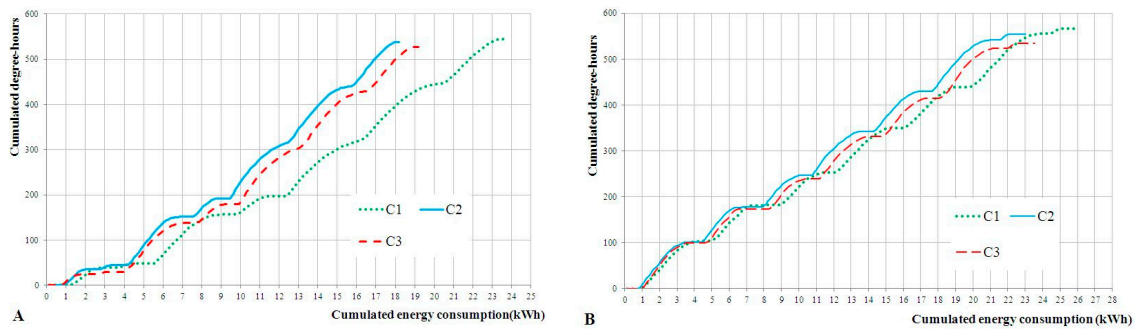 600
500
400
300
200
100
0
Cumulated degree-hours
C1
C2
C3
0 1 2 3 4 5 6 7 8 9 10 11 12 13 14 15 16 17 18 19 20 21 22 23 24 25
A
Cumulated energy consumption(kWh)
600
500
400
300
200
100
0
Cumulated degree-hours
C1
C2
C3
0 1 2 3 4 5 6 7 8 9 10 11 12 13 14 15 16 17 18 19 20 21 22 23 24 25 26 27 28
B
Cumulated energy consumption(kWh)